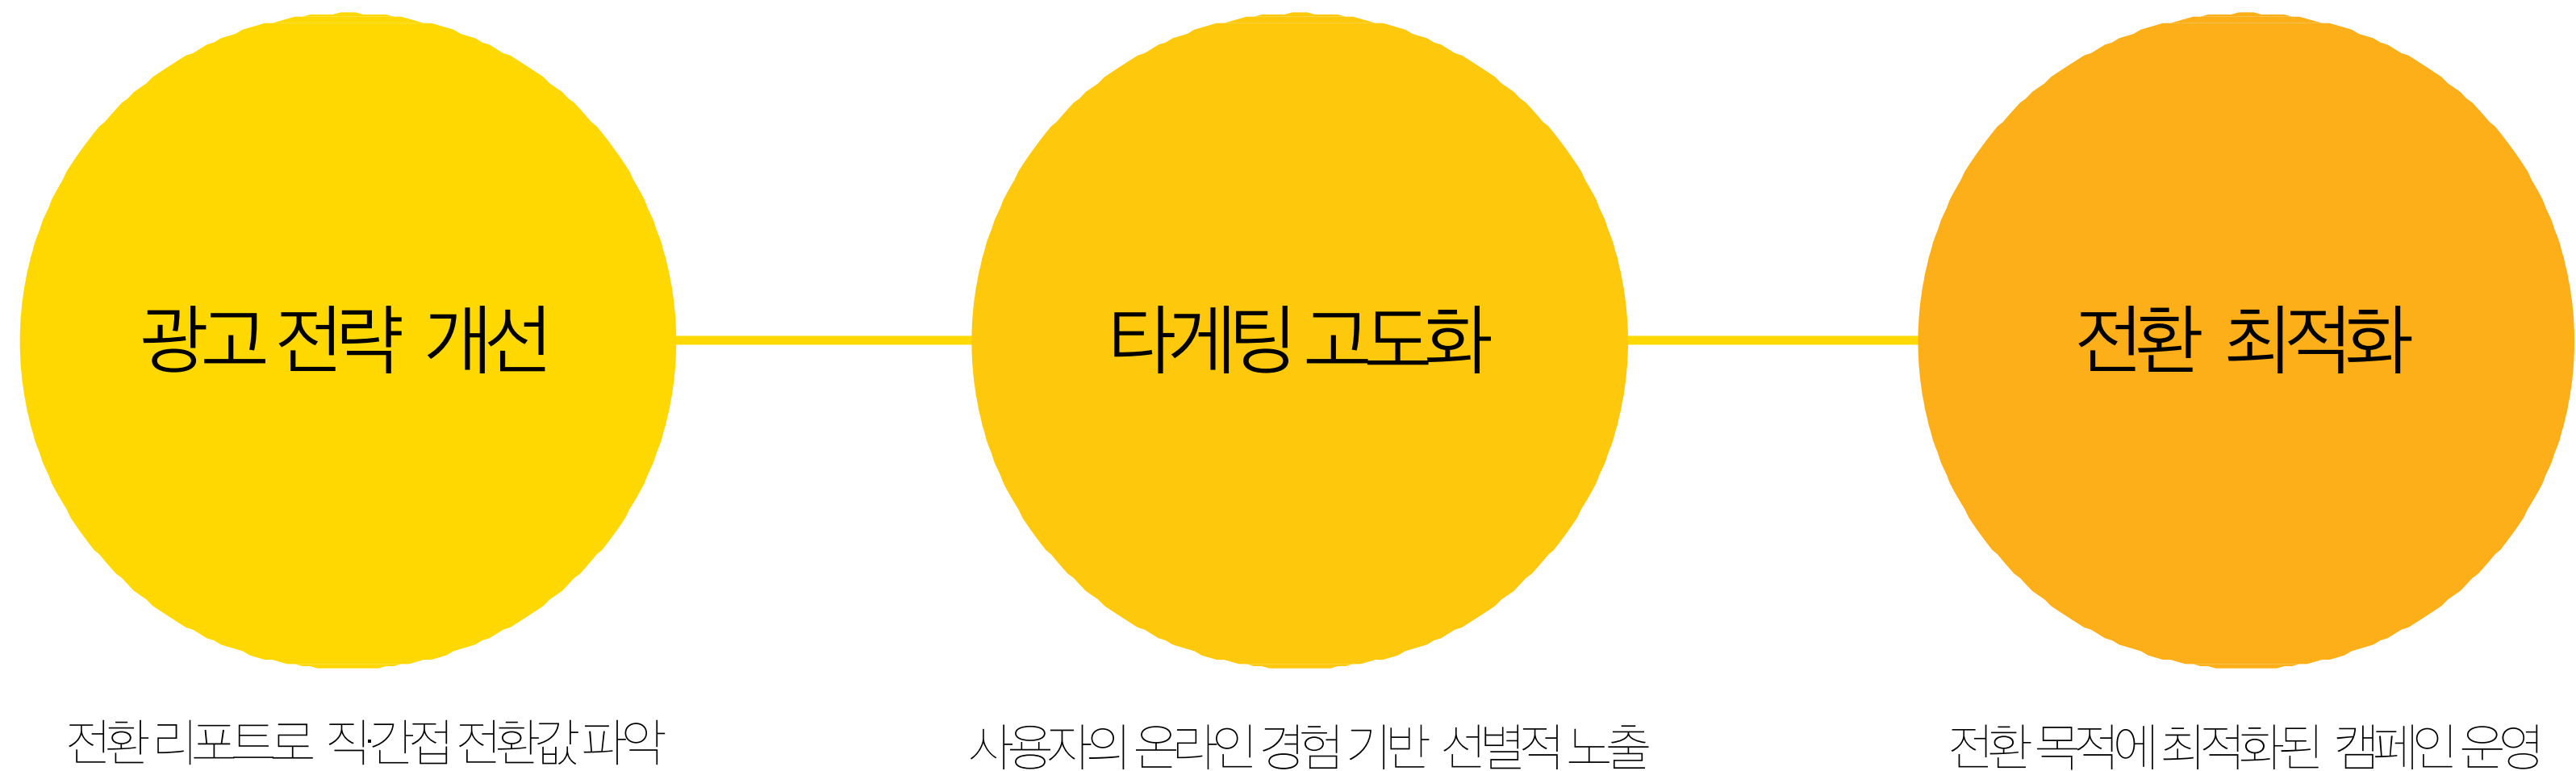 광고 전략 개선
타게팅 고도화
전환 최적화
전환 리포트로 직·간접 전환값 파악
사용자의 온라인 경험 기반 선별적 노출
전환 목적에 최적화된 캠페인 운영